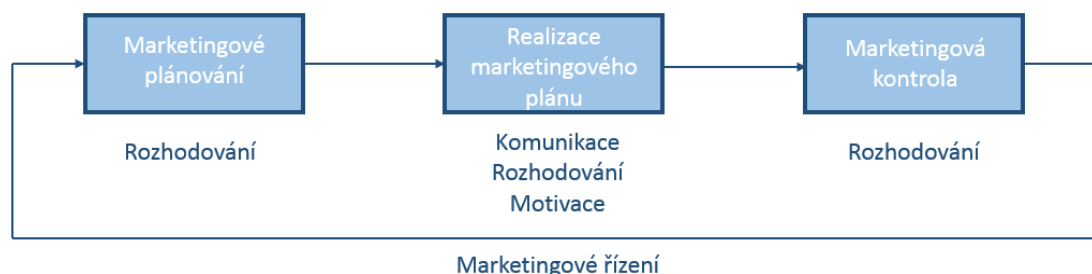 Marketingové
plánování
Realizace
marketingového
plánu
Marketingová
kontrola
Rozhodování
Komunikace
Rozhodování
Motivace
Rozhodování
Marketingové řízení